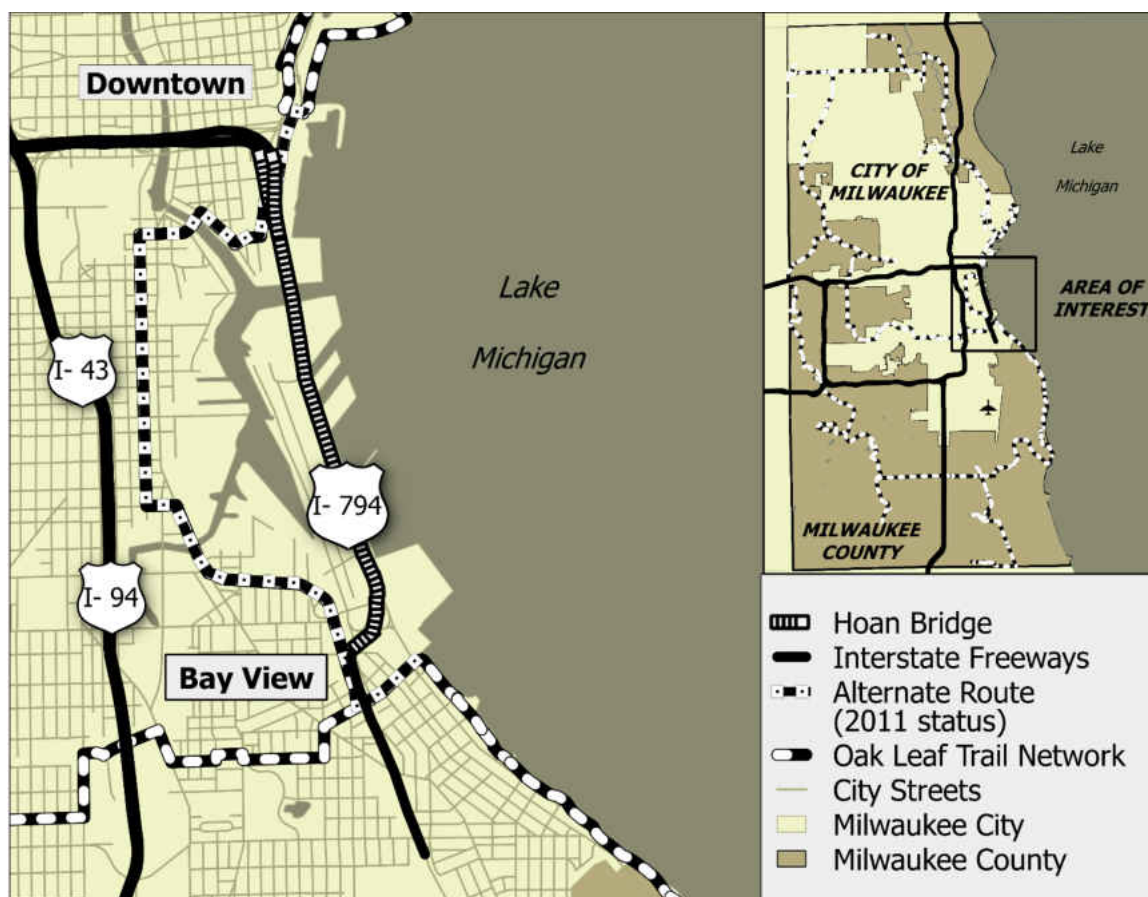 Downtown
Lake
Michigan
I- 43
I- 794
I- 94
Bay View
CITY OF
MILWAUKEE
Lake
Michigan
AREA OF
INTEREST
MILWAUKEE
COUNTY
Hoan Bridge
Interstate Freeways
Alternate Route
(2011 status)
Oak Leaf Trail Network
City Streets
Milwaukee City
Milwaukee County